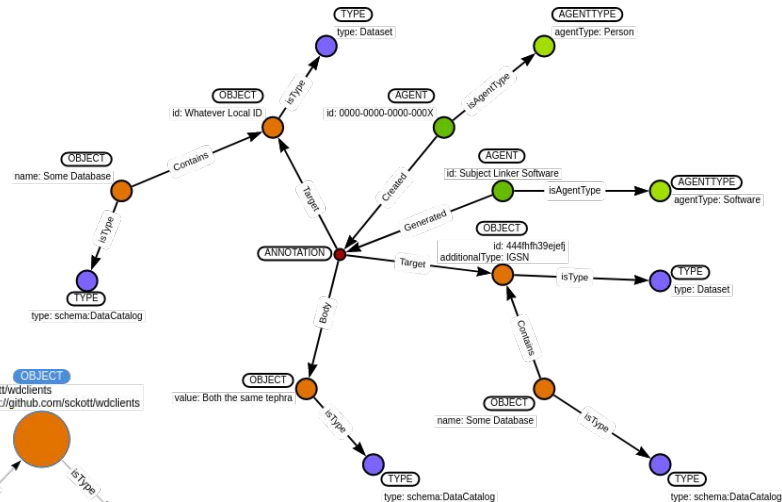 TYPE
type: Dataset
AGENTTYPE
agentType: Person
isType
isAgentType
OBJECT
id: Whatever Local ID
AGENT
id: 0000-0000-0000-000X
Contains
OBJECT
name: Some Database
Target
Created
AGENT
id: Subject Linker Software
isAgentType
AGENTTYPE
agentType: Software
isType
Generated
OBJECT
id: 444fhfh39ejefj
additionalType: IGSN
ANNOTATION
Target
isType
TYPE
type: Dataset
TYPE
type: schema:DataCatalog
Body
Contains
OBJECT
tt/wdclients
://github.com/sckott/wdclients
OBJECT
value: Both the same tephra
OBJECT
name: Some Database
isType
isType
isType
TYPE
type: schema:DataCatalog
TYPE
type: schema:DataCatalog